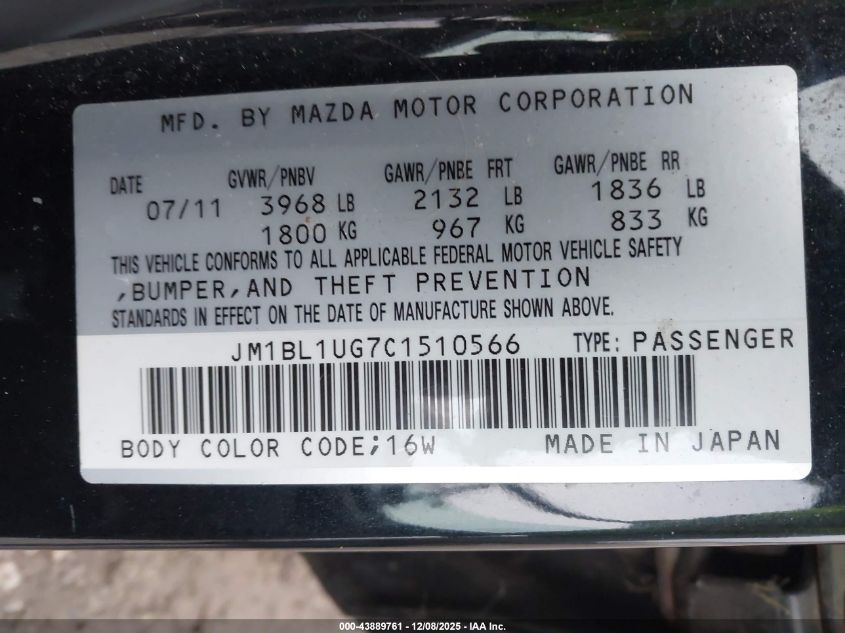 MFD. BY MAZDA MOTOR CORPORATION
DATE GVWR/PNBV GAWR/PNBE FRT GAWR/PNBE RR
07/11 3968 LB 2132 LB 1836 LB
1800 KG 967 KG 833 KG
THIS VEHICLE CONFORMS TO ALL APPLICABLE FEDERAL MOTOR VEHICLE SAFETY
,BUMPER,AND THEFT PREVENTION
STANDARDS IN EFFECT ON THE DATE OF MANUFACTURE SHOWN ABOVE.
JM1BL1UG7C1510566 TYPE: PASSENGER
BODY COLOR CODE;16W MADE IN JAPAN
000-43889761 - 12/08/2025 - IAA Inc.